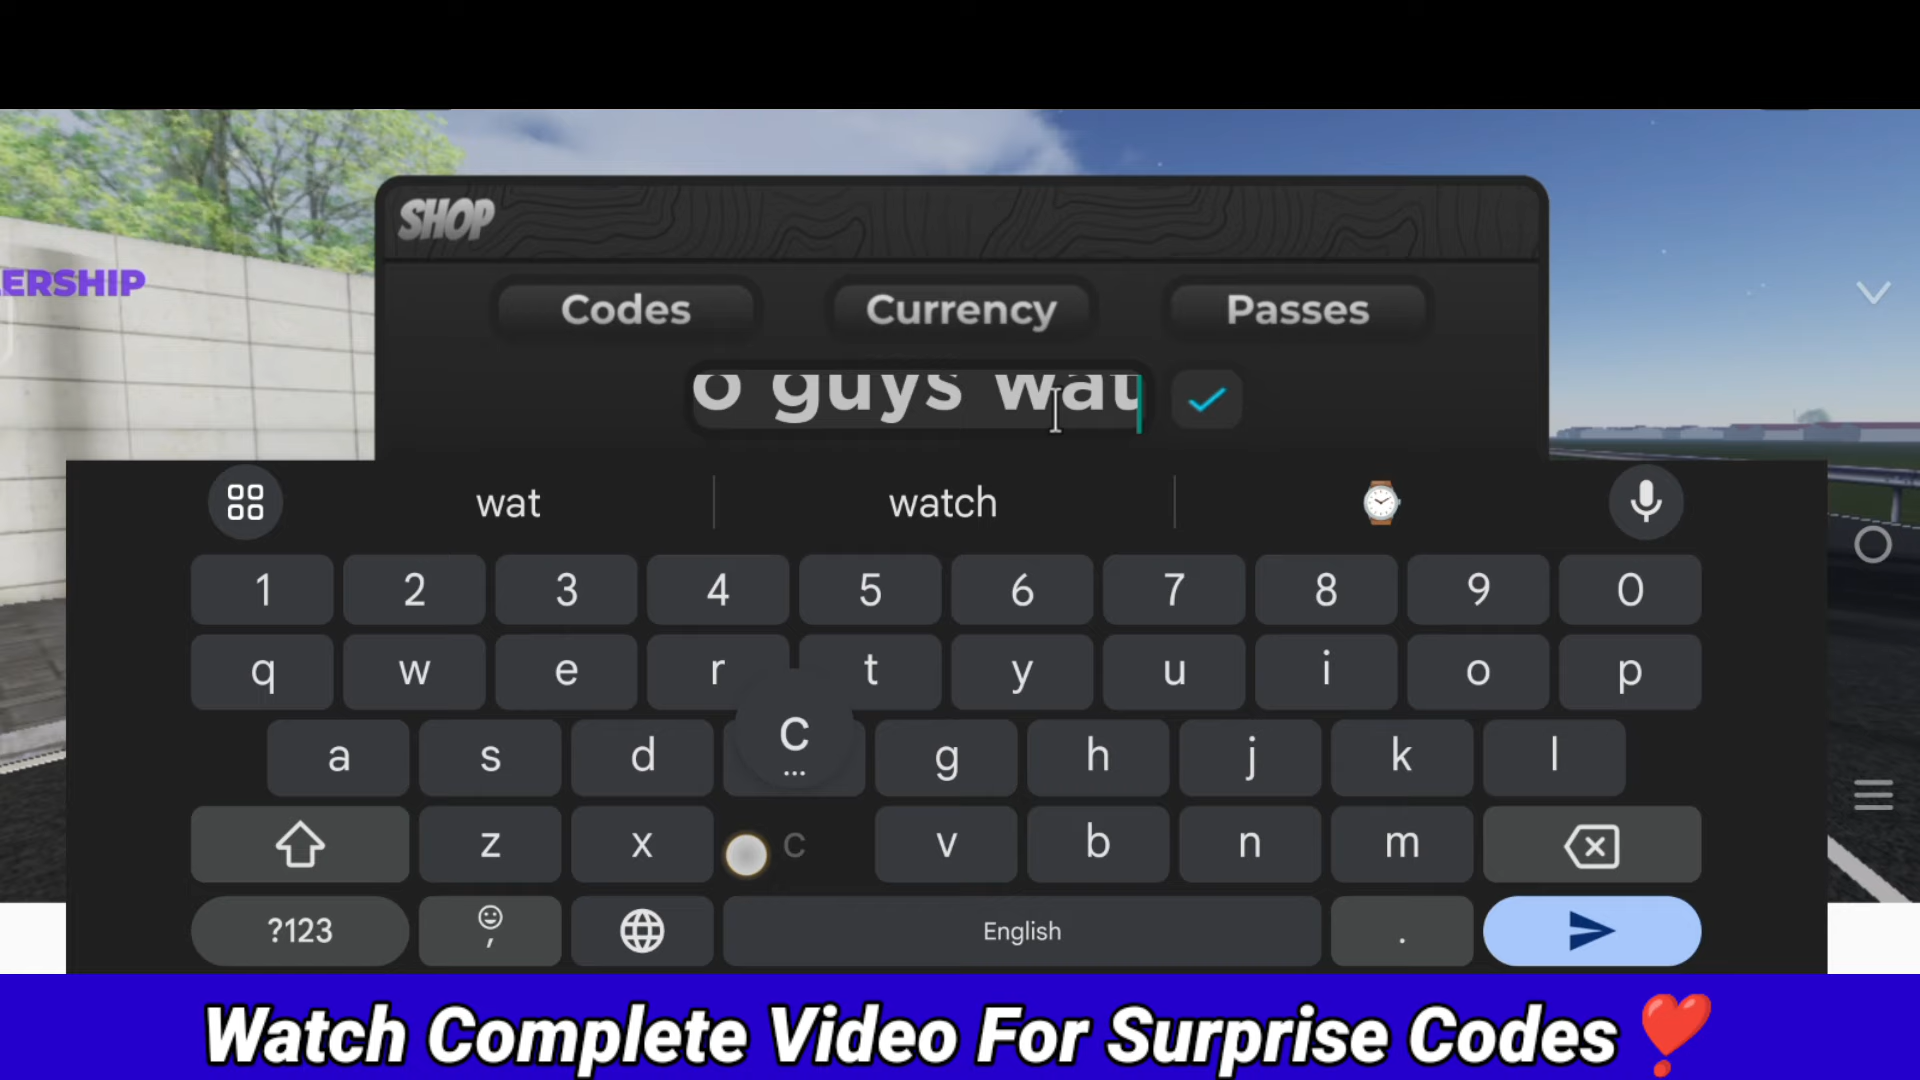 SHOP
ERSHIP
Codes Currency Passes
o guys wat
wat watch
1 2 3 4 5 6 7 8 9 0
q w e r t y u i o p
c
...
a s d g h j k l
z x c v b n m
?123 , English .
Watch Complete Video For Surprise Codes